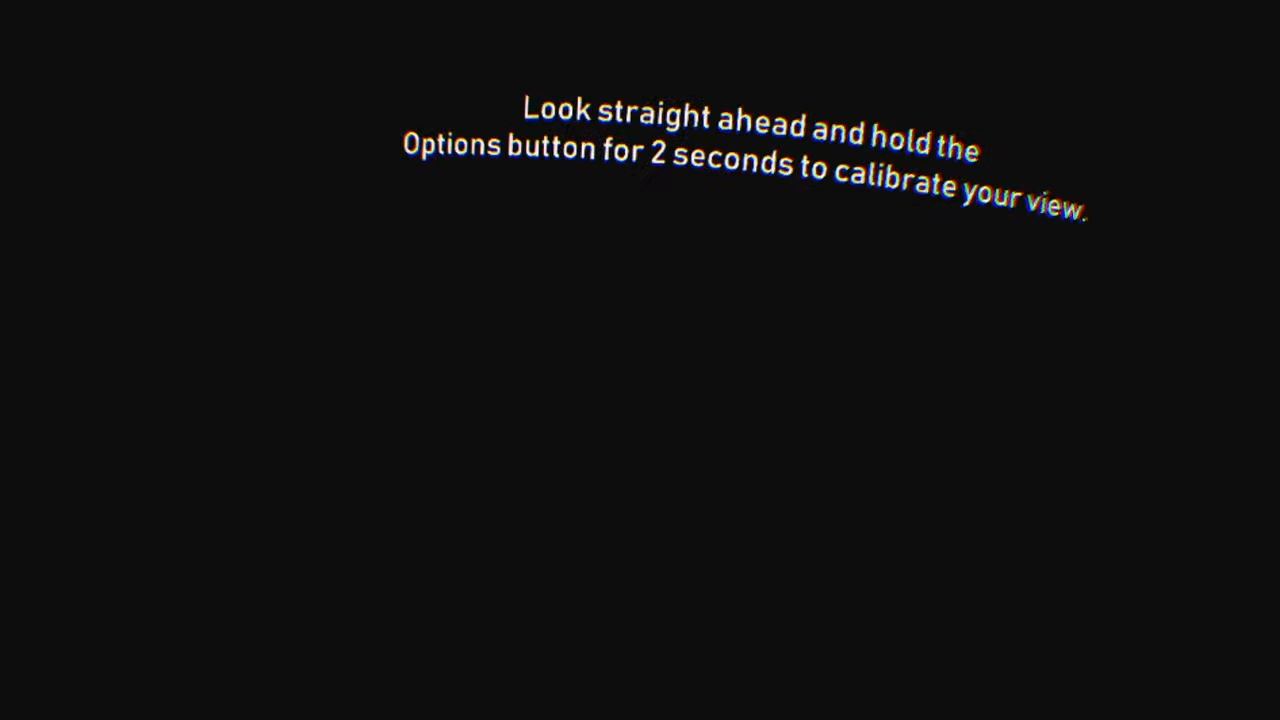 Look straight ahead and hold the
Options button for 2 seconds to calibrate your view.